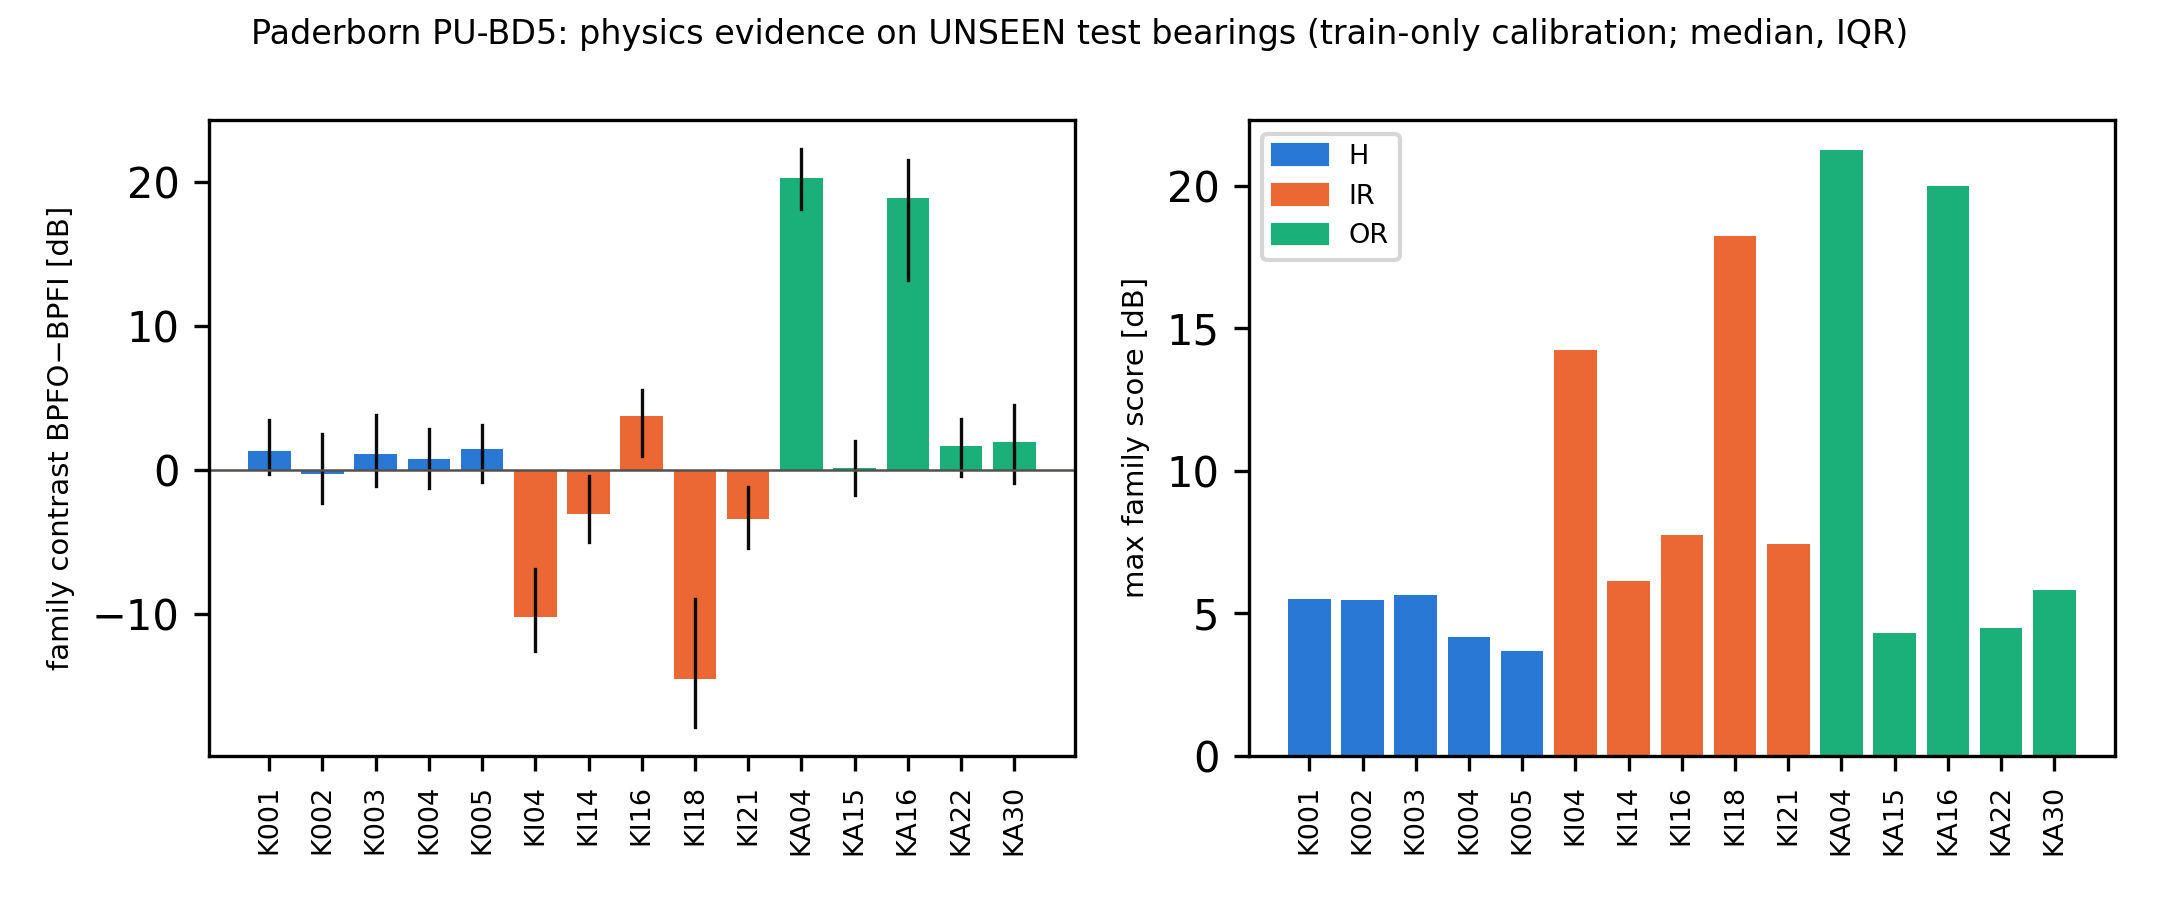 Paderborn PU-BD5: physics evidence on UNSEEN test bearings (train-only calibration; median, IQR)
family contrast BPFO−BPFI [dB]
20
10
0
−10
K001
K002
K003
K004
K005
KI04
KI14
KI16
KI18
KI21
KA04
KA15
KA16
KA22
KA30
max family score [dB]
20
15
10
5
0
H
IR
OR
K001
K002
K003
K004
K005
KI04
KI14
KI16
KI18
KI21
KA04
KA15
KA16
KA22
KA30